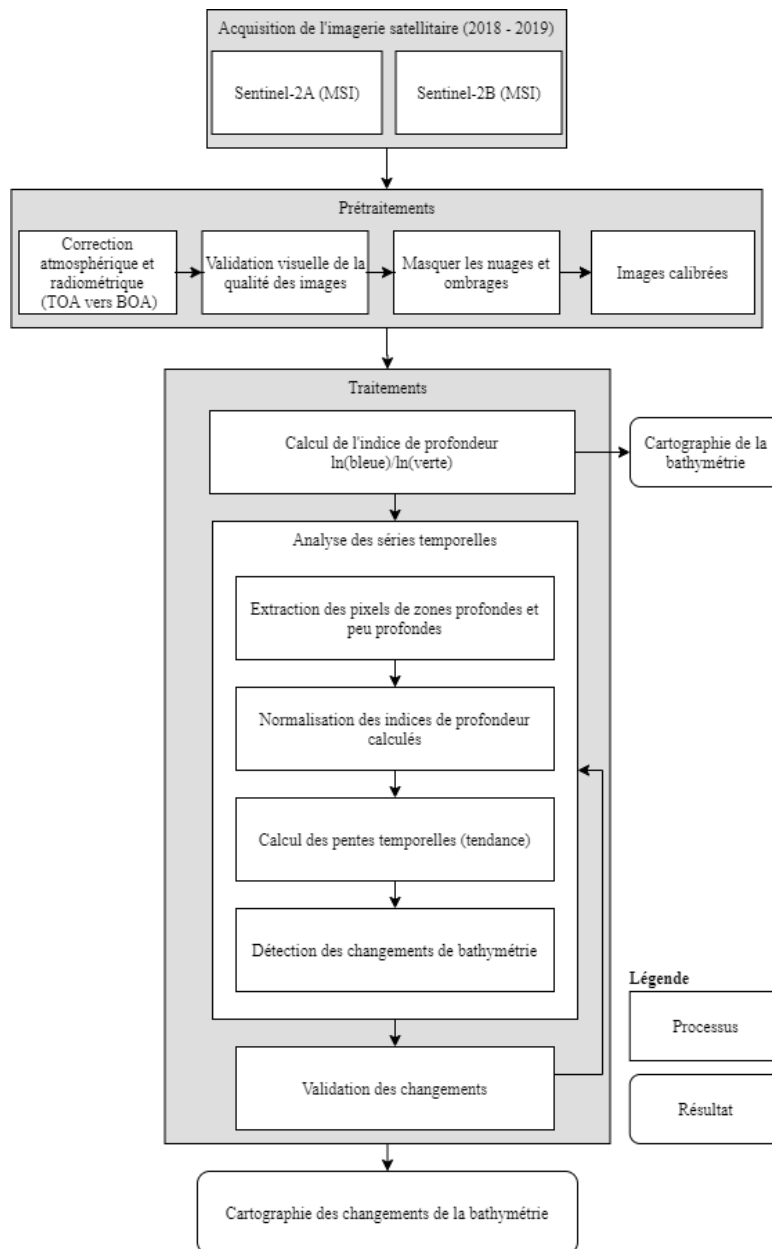 Acquisition de l'imagerie satellitaire (2018 - 2019)
Sentinel-2A (MSI)
Sentinel-2B (MSI)
Prétraitements
Correction
atmosphérique et
radiométrique
(TOA vers BOA)
Validation visuelle de la
qualité des images
Masquer les nuages et
ombrages
Images calibrées
Traitements
Calcul de l'indice de profondeur
ln(bleue)/ln(verte)
Cartographie de la
bathymétrie
Analyse des séries temporelles
Extraction des pixels de zones profondes et
peu profondes
Normalisation des indices de profondeur
calculés
Calcul des pentes temporelles (tendance)
Détection des changements de bathymétrie
Validation des changements
Légende
Processus
Résultat
Cartographie des changements de la bathymétrie